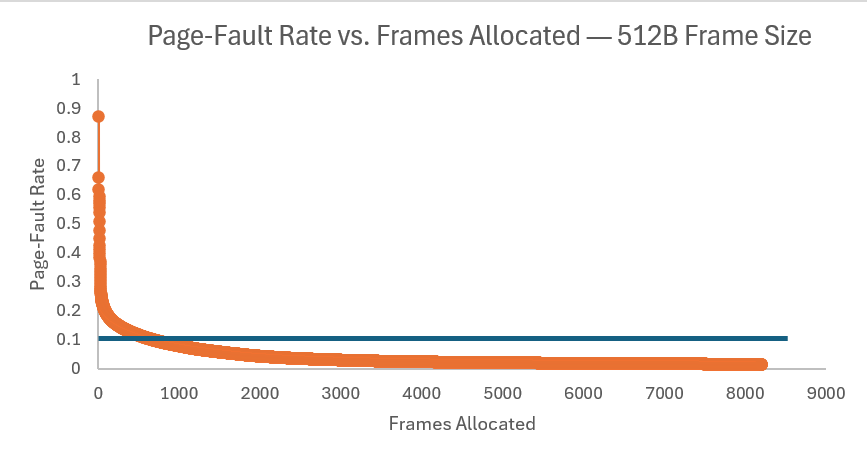 Page-Fault Rate vs. Frames Allocated — 512B Frame Size
1
0.9
0.8
0.7
0.6
0.5
0.4
0.3
0.2
0.1
0
Page-Fault Rate
0 1000 2000 3000 4000 5000 6000 7000 8000 9000
Frames Allocated